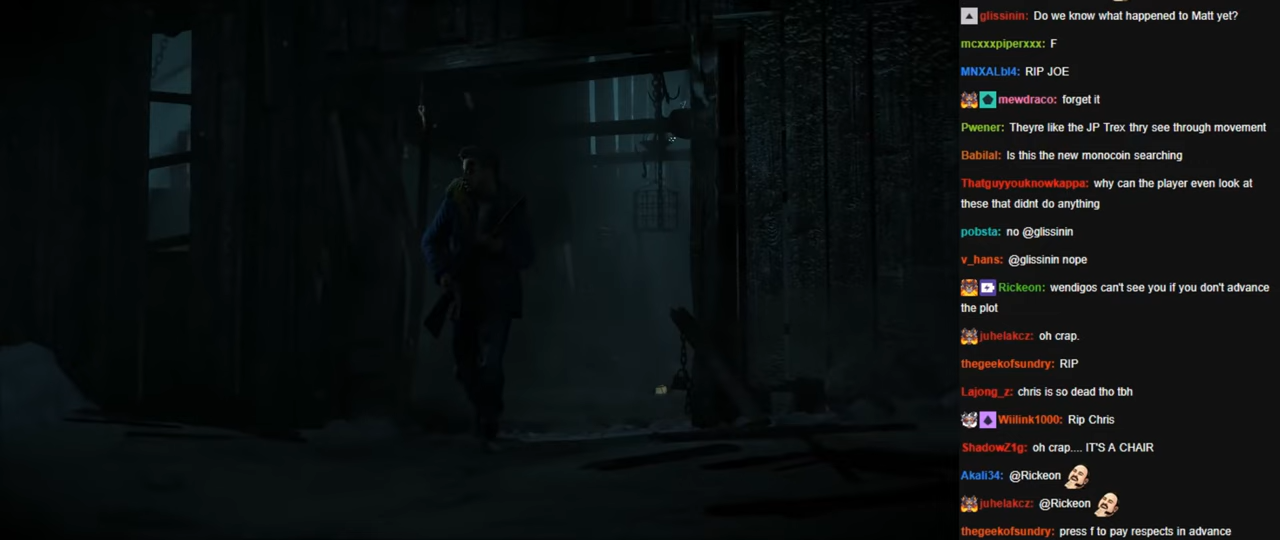 glissinin: Do we know what happened to Matt yet?
mcxxxpiperxxx: F
MNXALbl4: RIP JOE
mewdraco: forget it
Pwener: Theyre like the JP Trex thry see through movement
Babilal: Is this the new monocoin searching
Thatguyyouknowkappa: why can the player even look at
these that didnt do anything
pobsta: no @glissinin
v_hans: @glissinin nope
Rickeon: wendigos can't see you if you don't advance
the plot
juhelakcz: oh crap.
thegeekofsundry: RIP
Lajong_z: chris is so dead tho tbh
Wiilink1000: Rip Chris
ShadowZ1g: oh crap.... IT'S A CHAIR
Akali34: @Rickeon
juhelakcz: @Rickeon
thegeekofsundry: press f to pay respects in advance